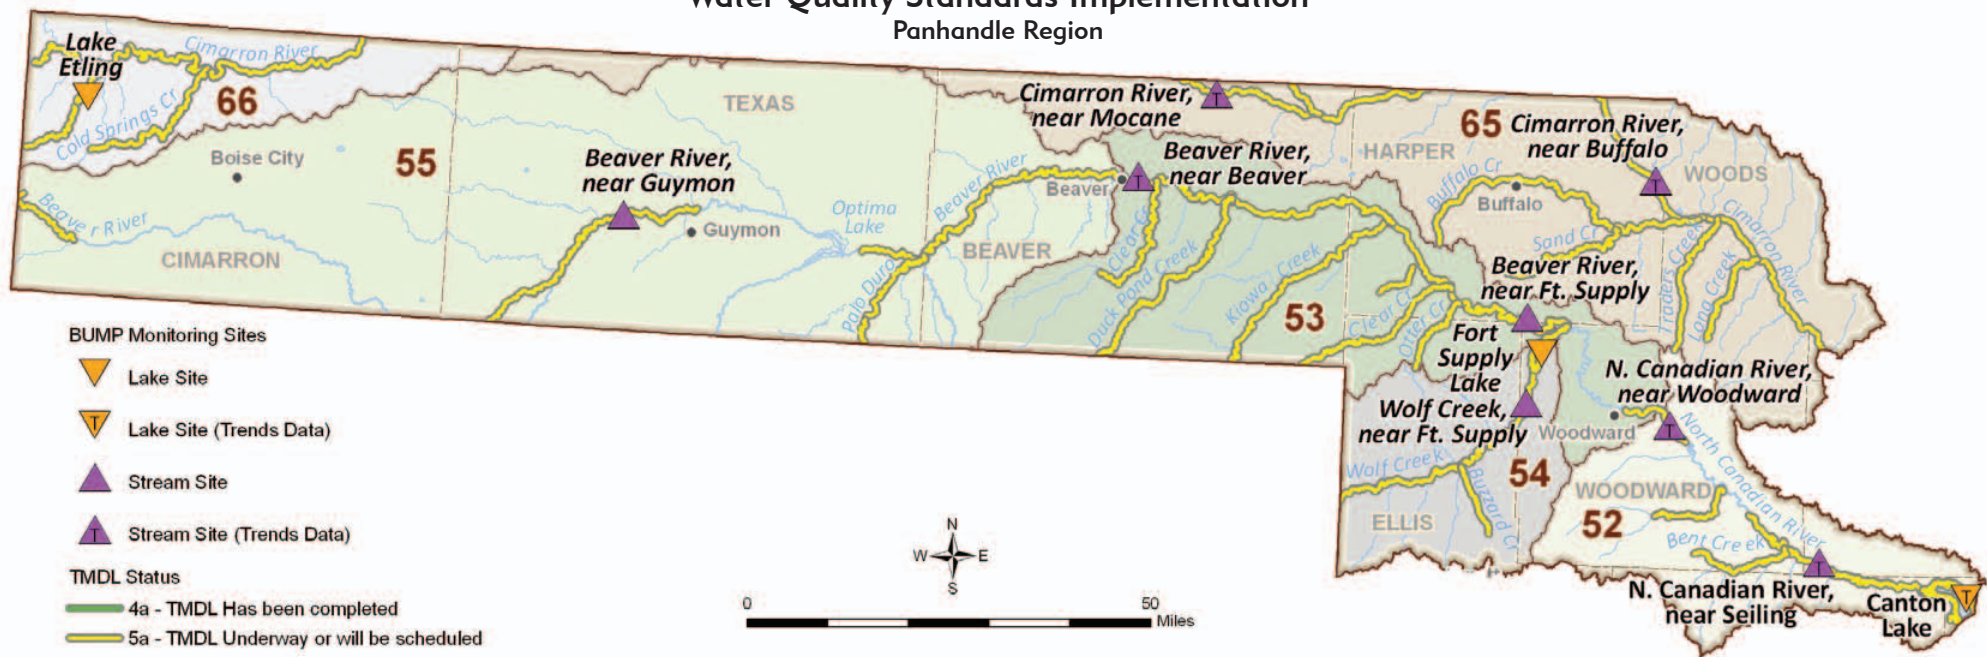 Water Quality Standards Implementation
Panhandle Region
Lake
Etling
Cimarron River
Cold Springs Cr
66
Boise City
55
Beaver River
CIMARRON
TEXAS
Beaver River,
near Guymon
Guymon
Optima
Lake
Beaver River
Palo Duro
BEAVER
Beaver
Cimarron River,
near Mocane
Beaver River,
near Beaver
Clear Cr
Duck Pond Creek
Kiowa Creek
53
Clear Cr
Otter Cr
HARPER
65
Cimarron River,
near Buffalo
WOODS
Buffalo Cr
Buffalo
Sand Cr
Traders Creek
Long Creek
Cimarron River
Beaver River,
near Ft. Supply
Fort
Supply
Lake
Wolf Creek,
near Ft. Supply
N. Canadian River,
near Woodward
Woodward
Wolf Creek
Buzzard Cr
54
ELLIS
WOODWARD
52
North Canadian River
Bent Creek
N. Canadian River,
near Seiling
Canton
Lake
BUMP Monitoring Sites
Lake Site
T
Lake Site (Trends Data)
Stream Site
T
Stream Site (Trends Data)
TMDL Status
4a - TMDL Has been completed
5a - TMDL Underway or will be scheduled
N
W
E
S
0
50
Miles
T
T
T
T
T
T